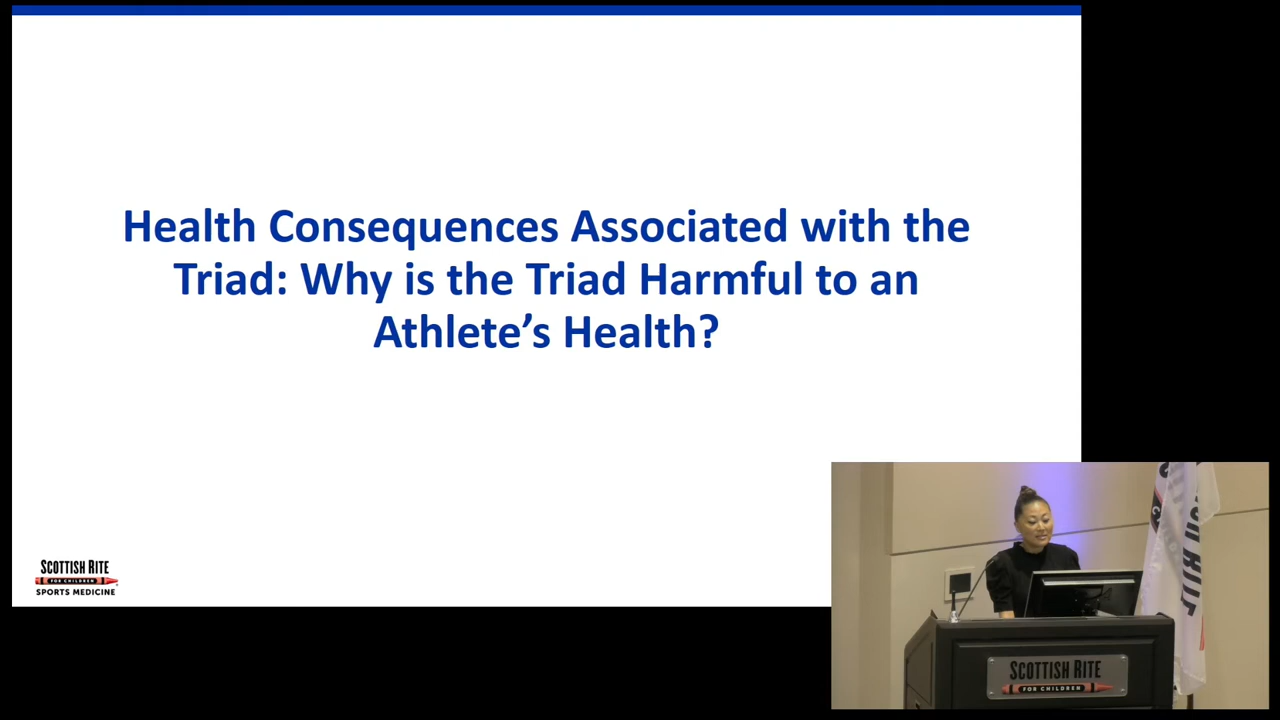 Health Consequences Associated with the
Triad: Why is the Triad Harmful to an
Athlete’s Health?
SCOTTISH RITE
FOR CHILDREN
SPORTS MEDICINE
SCOTTISH RITE
FOR CHILDREN